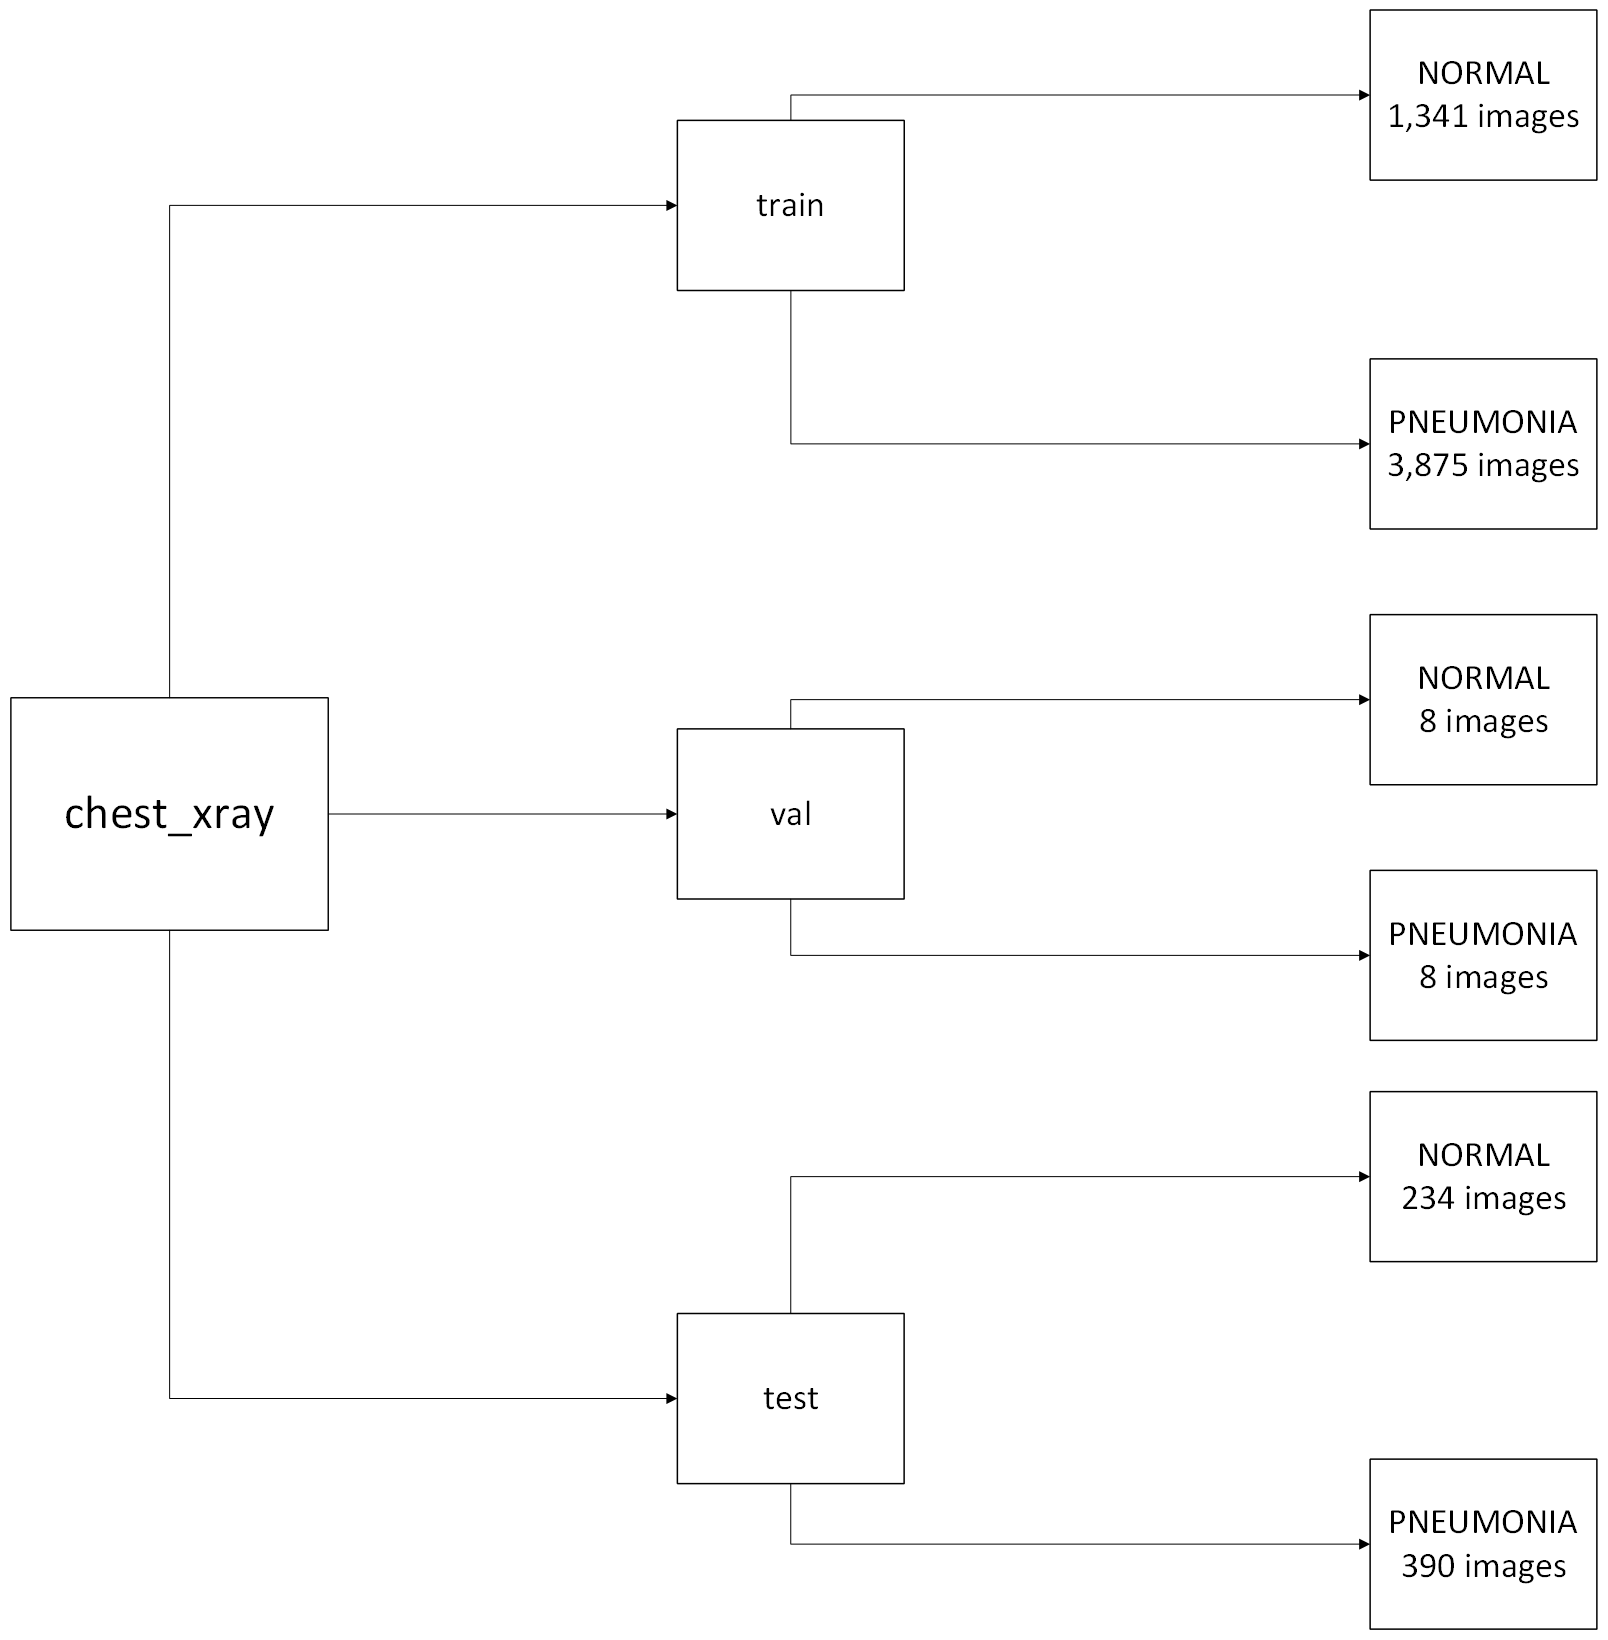 chest_xray
train
NORMAL
1,341 images
PNEUMONIA
3,875 images
val
NORMAL
8 images
PNEUMONIA
8 images
test
NORMAL
234 images
PNEUMONIA
390 images